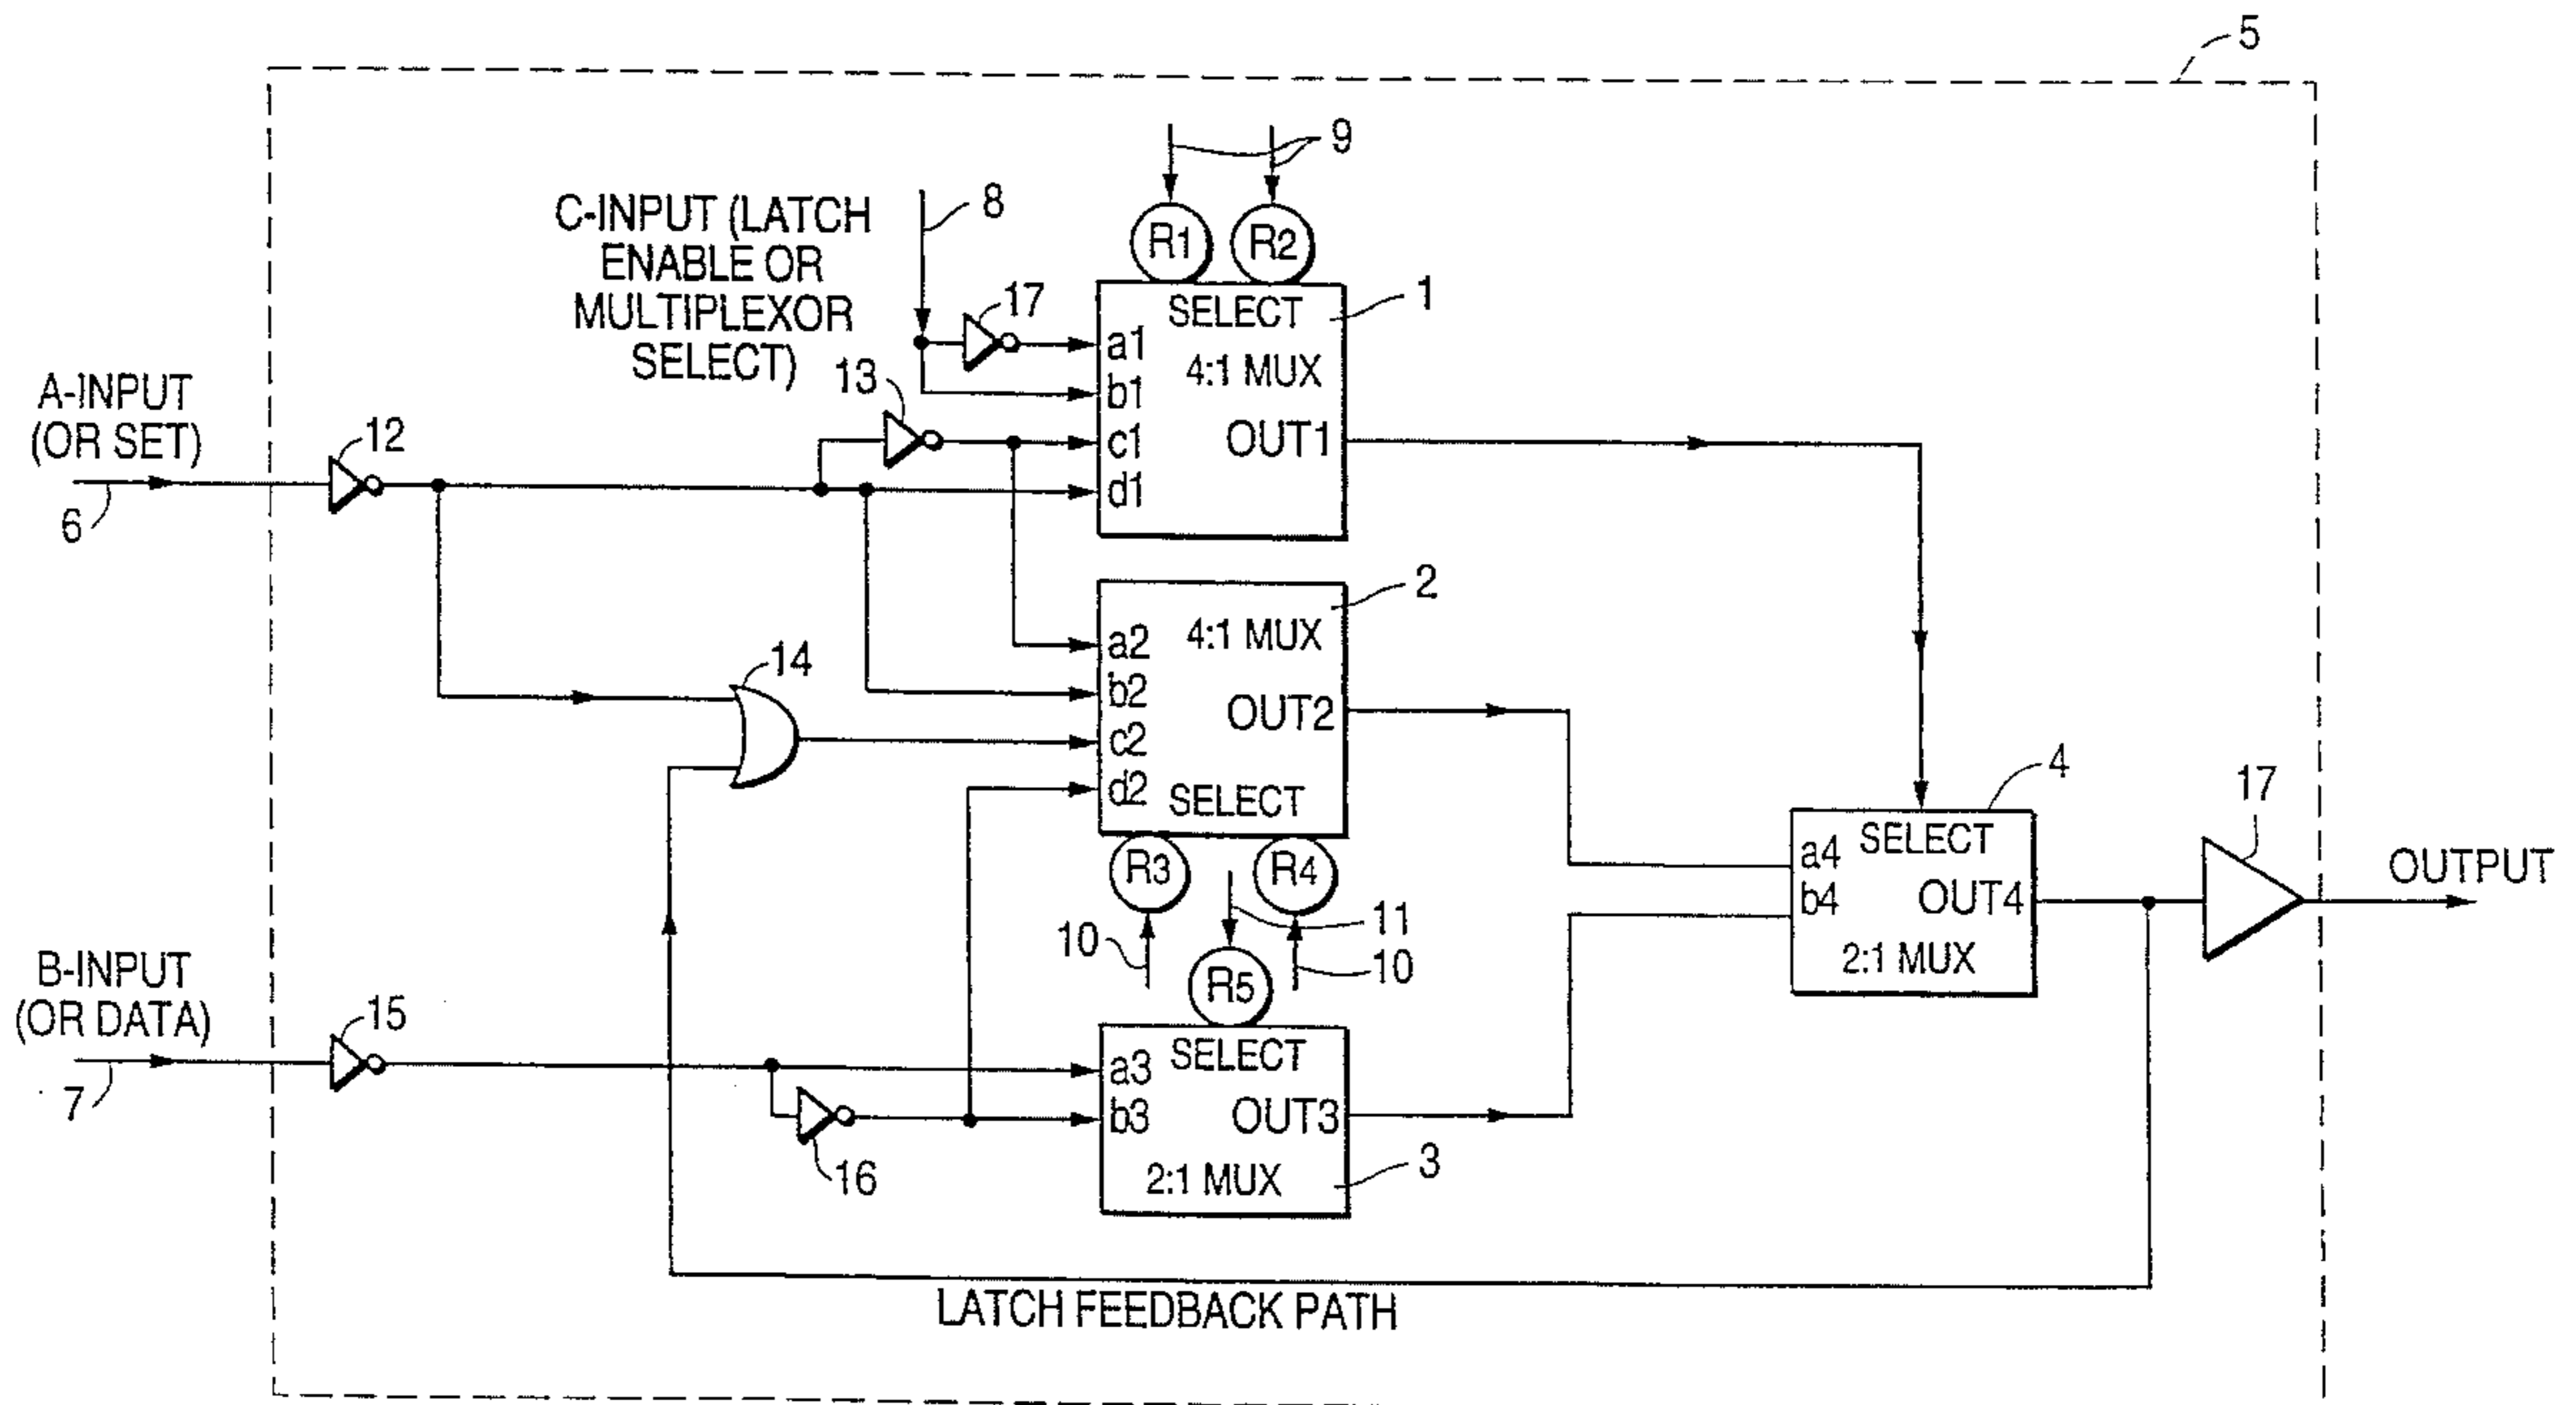 5
9
8
C-INPUT (LATCH
ENABLE OR
MULTIPLEXOR
SELECT)
R1
R2
17
1
SELECT
a1
4:1 MUX
b1
13
c1
OUT1
d1
A-INPUT
(OR SET)
12
6
2
4:1 MUX
a2
14
b2
OUT2
c2
d2
SELECT
R3
R4
4
17
SELECT
a4
b4
OUT4
2:1 MUX
OUTPUT
10
11
10
R5
B-INPUT
(OR DATA)
15
7
SELECT
a3
b3
OUT3
16
2:1 MUX
3
LATCH FEEDBACK PATH